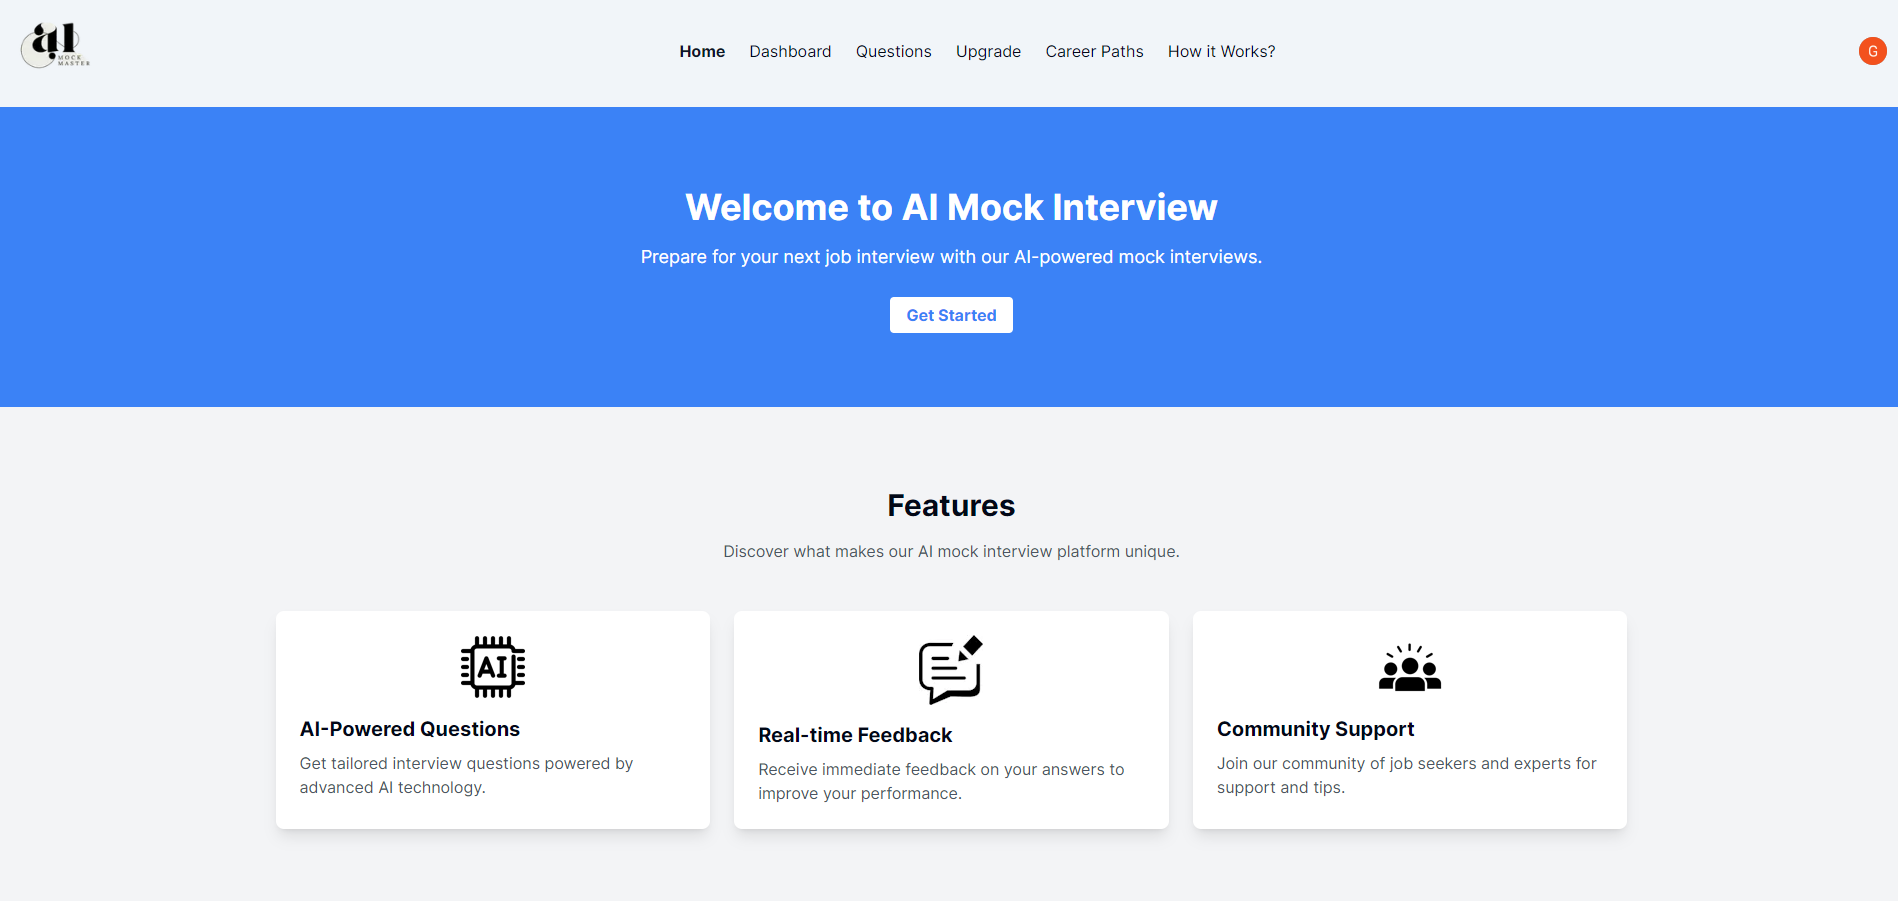 ai
MOCK
MASTER
Home Dashboard Questions Upgrade Career Paths How it Works?
G
Welcome to AI Mock Interview
Prepare for your next job interview with our AI-powered mock interviews.
Get Started
Features
Discover what makes our AI mock interview platform unique.
AI
AI-Powered Questions
Get tailored interview questions powered by
advanced AI technology.
Real-time Feedback
Receive immediate feedback on your answers to
improve your performance.
Community Support
Join our community of job seekers and experts for
support and tips.